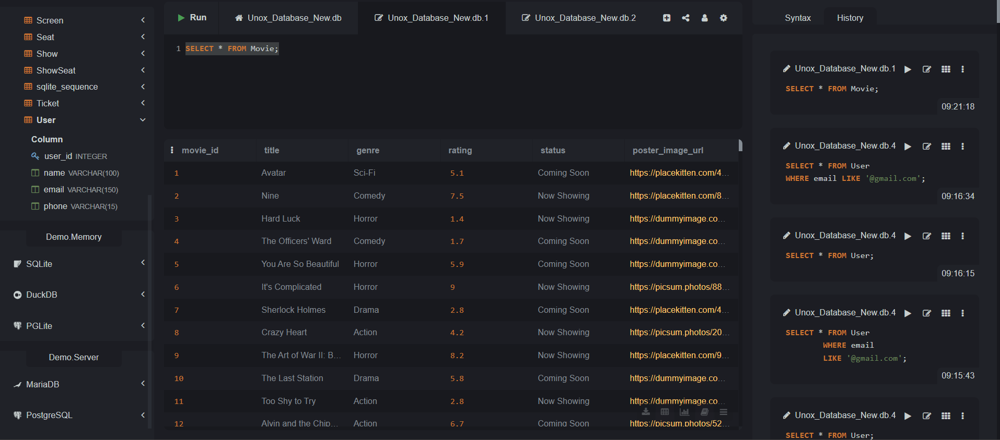 Screen
Seat
Show
ShowSeat
sqlite_sequence
Ticket
User
Column
user_id INTEGER
name VARCHAR(100)
email VARCHAR(150)
phone VARCHAR(15)
Demo.Memory
SQLite
DuckDB
PGLite
Demo.Server
MariaDB
PostgreSQL
Run
Unox_Database_New.db
Unox_Database_New.db.1
Unox_Database_New.db.2
1 SELECT * FROM Movie;
movie_id title genre rating status poster_image_url
1 Avatar Sci-Fi 5.1 Coming Soon https://placekitten.com/4...
2 Nine Comedy 7.5 Now Showing https://placekitten.com/8...
3 Hard Luck Horror 1.4 Now Showing https://dummyimage.co...
4 The Officers' Ward Comedy 1.7 Coming Soon https://dummyimage.co...
5 You Are So Beautiful Horror 5.9 Coming Soon https://dummyimage.co...
6 It's Complicated Horror 9 Now Showing https://picsum.photos/88...
7 Sherlock Holmes Drama 2.8 Coming Soon https://placekitten.com/4...
8 Crazy Heart Action 4.2 Now Showing https://picsum.photos/20...
9 The Art of War II: B... Horror 8.2 Now Showing https://placekitten.com/9...
10 The Last Station Drama 5.8 Coming Soon https://dummyimage.co...
11 Too Shy to Try Action 2.8 Now Showing https://dummyimage.co...
12 Alvin and the Chip... Action 6.7 Coming Soon https://picsum.photos/52...
Syntax
History
Unox_Database_New.db.1
SELECT * FROM Movie;
09:21:18
Unox_Database_New.db.4
SELECT * FROM User
WHERE email LIKE '@gmail.com';
09:16:34
Unox_Database_New.db.4
SELECT * FROM User;
09:16:15
Unox_Database_New.db.4
SELECT * FROM User
WHERE email
LIKE '@gmail.com';
09:15:43
Unox_Database_New.db.4
SELECT * FROM User;